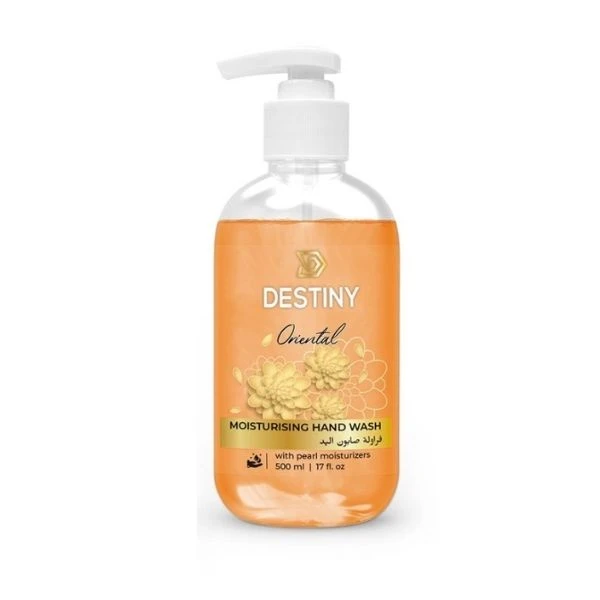 DESTINY
Oriental
MOISTURISING HAND WASH
فراولة صابون اليد
with pearl moisturizers
500 ml | 17 fl. oz